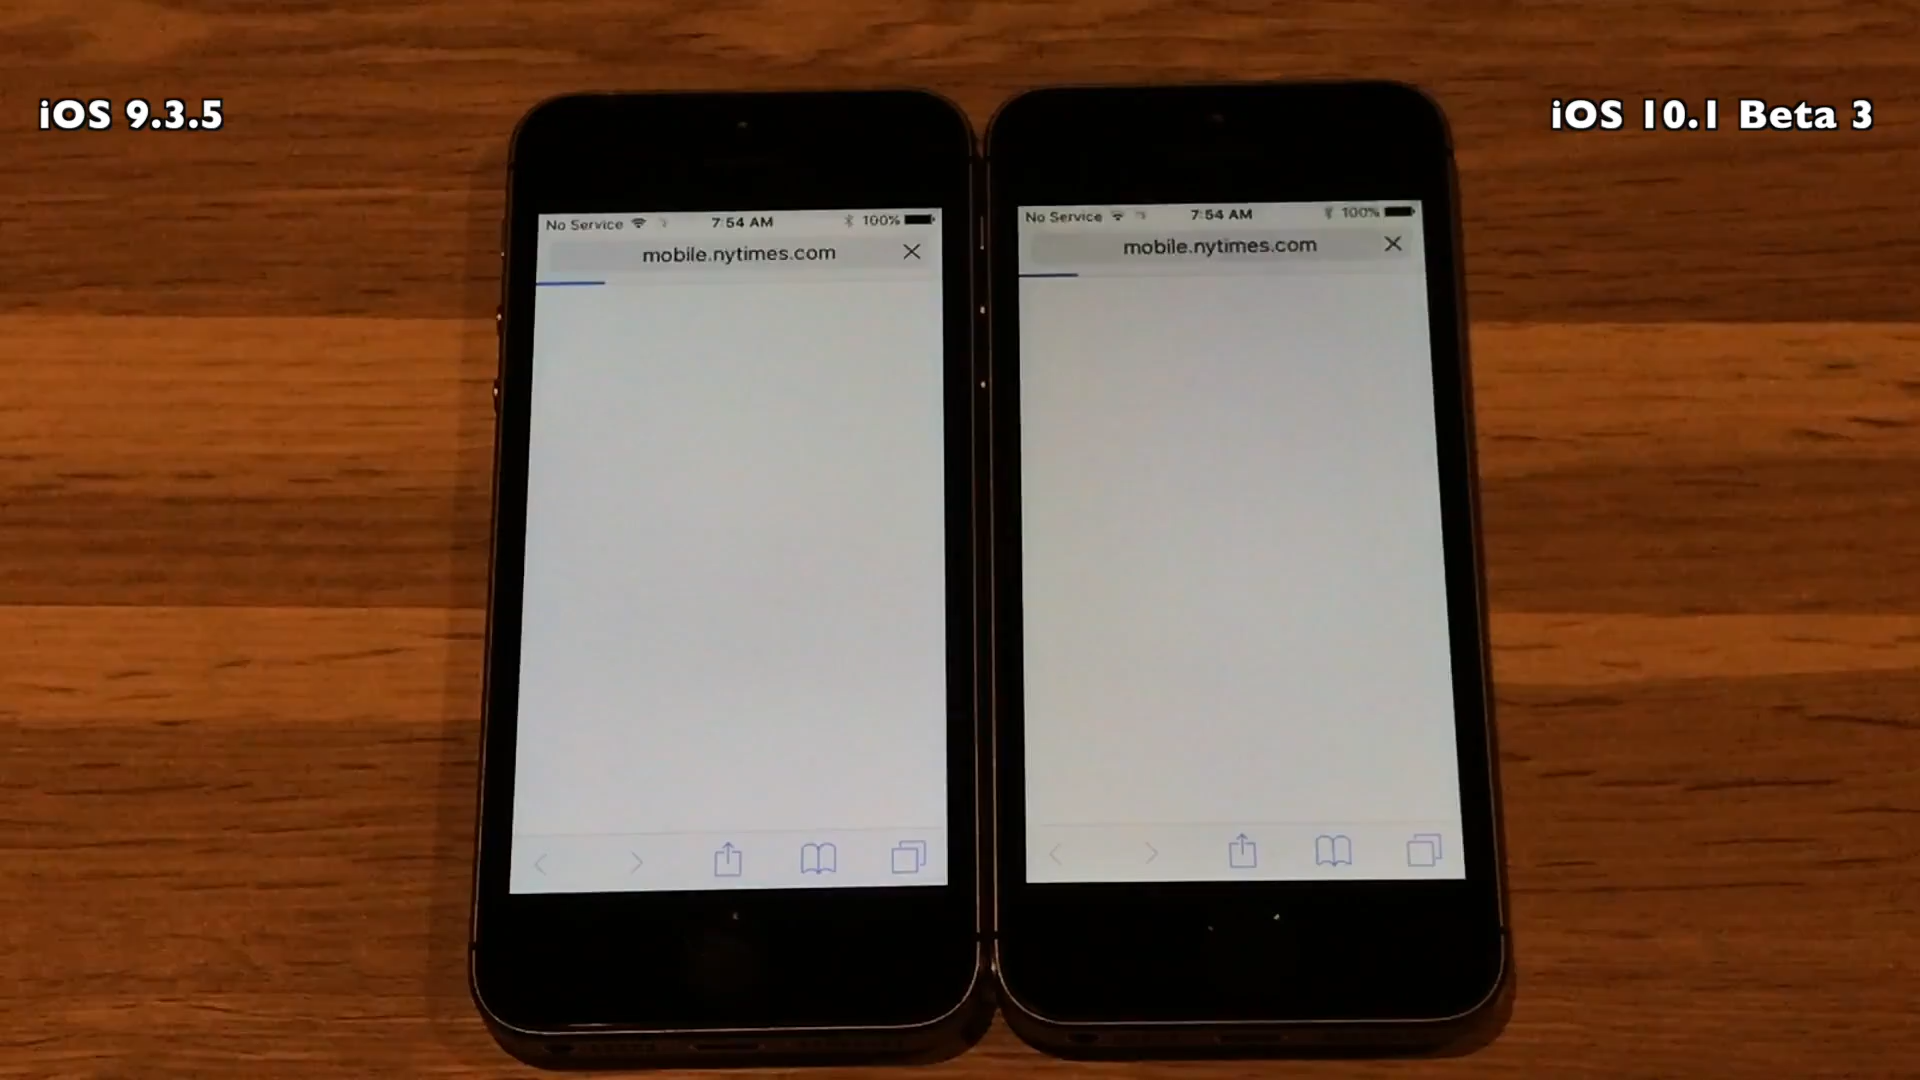 iOS 9.3.5
iOS 10.1 Beta 3
No Service 7:54 AM 100%
mobile.nytimes.com
No Service 7:54 AM 100%
mobile.nytimes.com